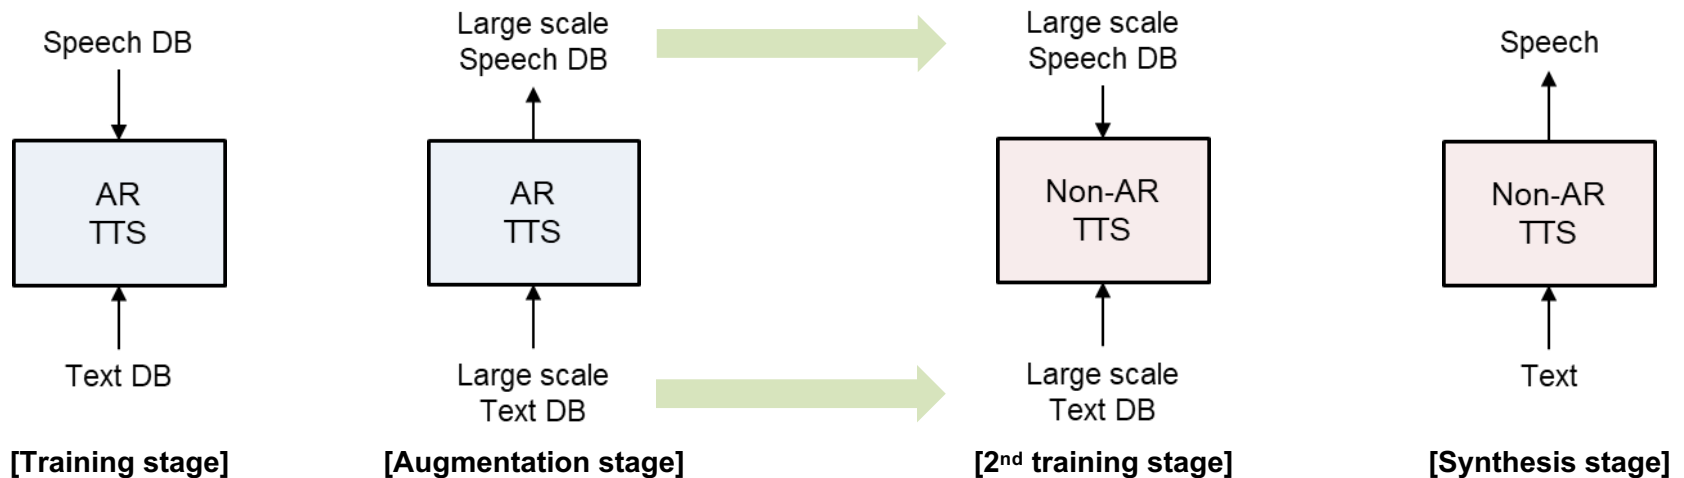 Speech DB
AR
TTS
Text DB
[Training stage]
Large scale
Speech DB
AR
TTS
Large scale
Text DB
[Augmentation stage]
Large scale
Speech DB
Non-AR
TTS
Large scale
Text DB
[2nd training stage]
Speech
Non-AR
TTS
Text
[Synthesis stage]